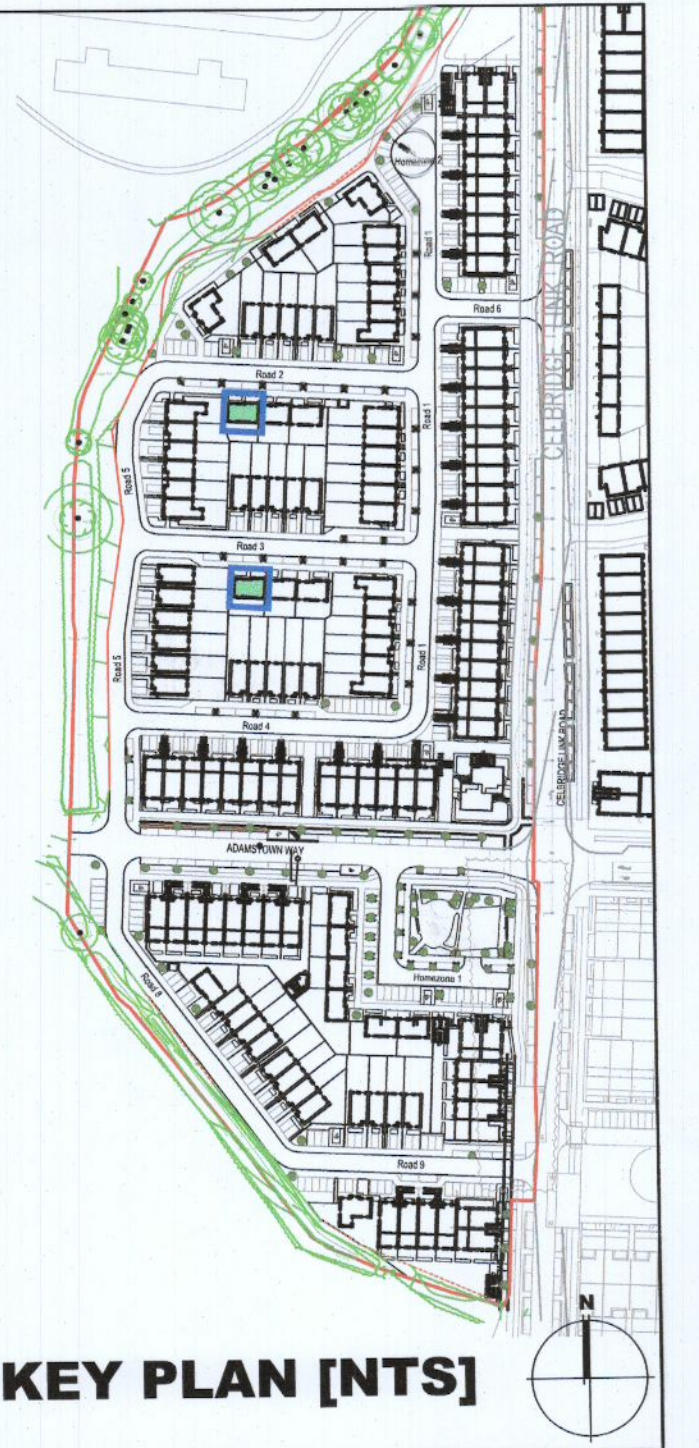 Homezone 2
Road 1
CELBRIDGE LINK ROAD
Road 6
Road 2
Road 1
Road 5
Road 3
Road 5
Road 1
Road 4
CELBRIDGE LINK ROAD
ADAMSTOWN WAY
Road 8
Homezone 1
Road 9
N
KEY PLAN [NTS]